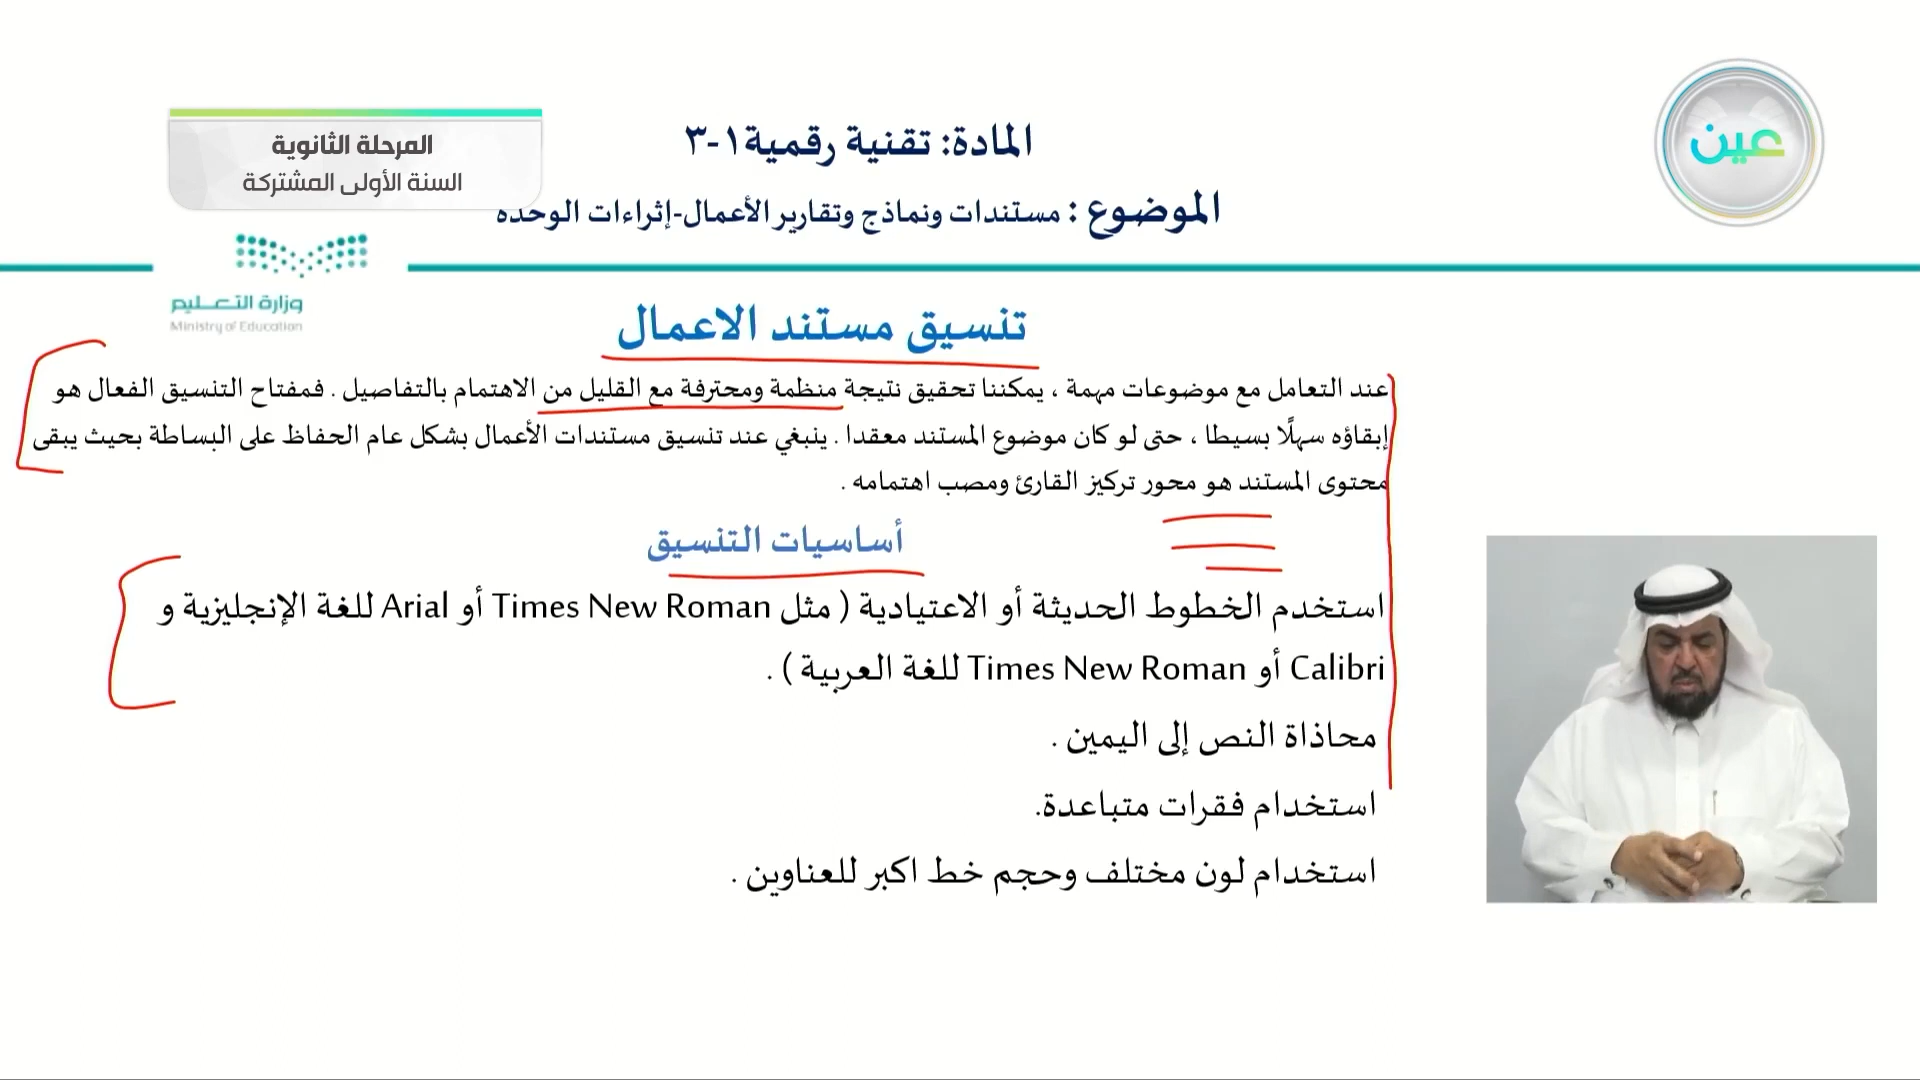 عين
المرحلة الثانوية
السنة الأولى المشتركة
المادة: تقنية رقمية١-٣
الموضوع : مستندات ونماذج وتقارير الأعمال-إثراءات الوحدة
وزارة التعليم
Ministry of Education
تنسيق مستند الاعمال
عند التعامل مع موضوعات مهمة ، يمكننا تحقيق نتيجة منظمة ومحترفة مع القليل من الاهتمام بالتفاصيل . فمفتاح التنسيق الفعال هو
إبقاؤه سهلًا بسيطا ، حتى لو كان موضوع المستند معقدا . ينبغي عند تنسيق مستندات الأعمال بشكل عام الحفاظ على البساطة بحيث يبقى
محتوى المستند هو محور تركيز القارئ ومصب اهتمامه .
أساسيات التنسيق
استخدم الخطوط الحديثة أو الاعتيادية ( مثل Times New Roman أو Arial للغة الإنجليزية و
Calibri أو Times New Roman للغة العربية ) .
محاذاة النص إلى اليمين .
استخدام فقرات متباعدة.
استخدام لون مختلف وحجم خط اكبر للعناوين .